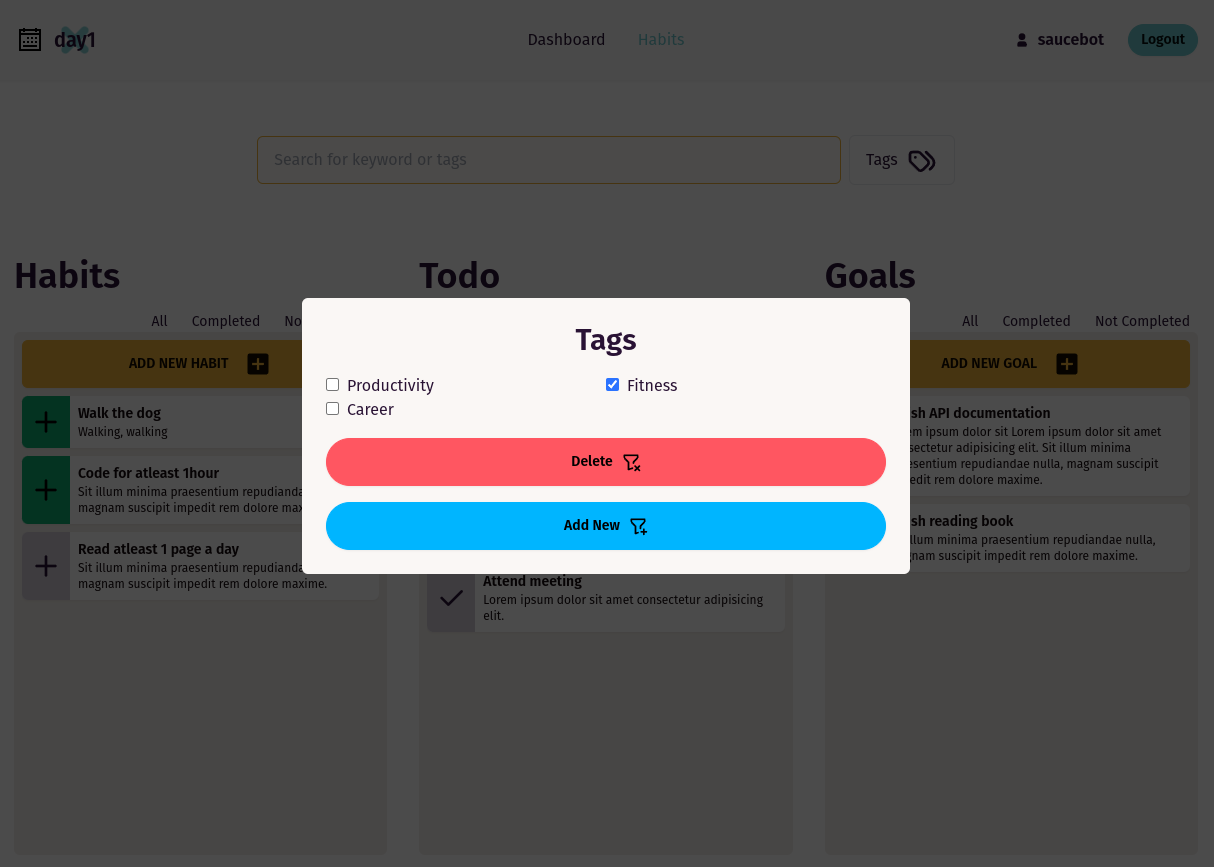 day1
Dashboard
Habits
saucebot
Logout
Search for keyword or tags
Tags
Habits
All Completed No
ADD NEW HABIT
Walk the dog
Walking, walking
Code for atleast 1hour
Sit illum minima praesentium repudianda
magnam suscipit impedit rem dolore max
Read atleast 1 page a day
Sit illum minima praesentium repudianda
magnam suscipit impedit rem dolore maxime.
Todo
Tags
Productivity
Fitness
Career
Delete
Add New
Attend meeting
Lorem ipsum dolor sit amet consectetur adipisicing
elit.
Goals
All Completed Not Completed
ADD NEW GOAL
sh API documentation
m ipsum dolor sit Lorem ipsum dolor sit amet
sectetur adipisicing elit. Sit illum minima
esentium repudiandae nulla, magnam suscipit
edit rem dolore maxime.
sh reading book
llum minima praesentium repudiandae nulla,
gnam suscipit impedit rem dolore maxime.